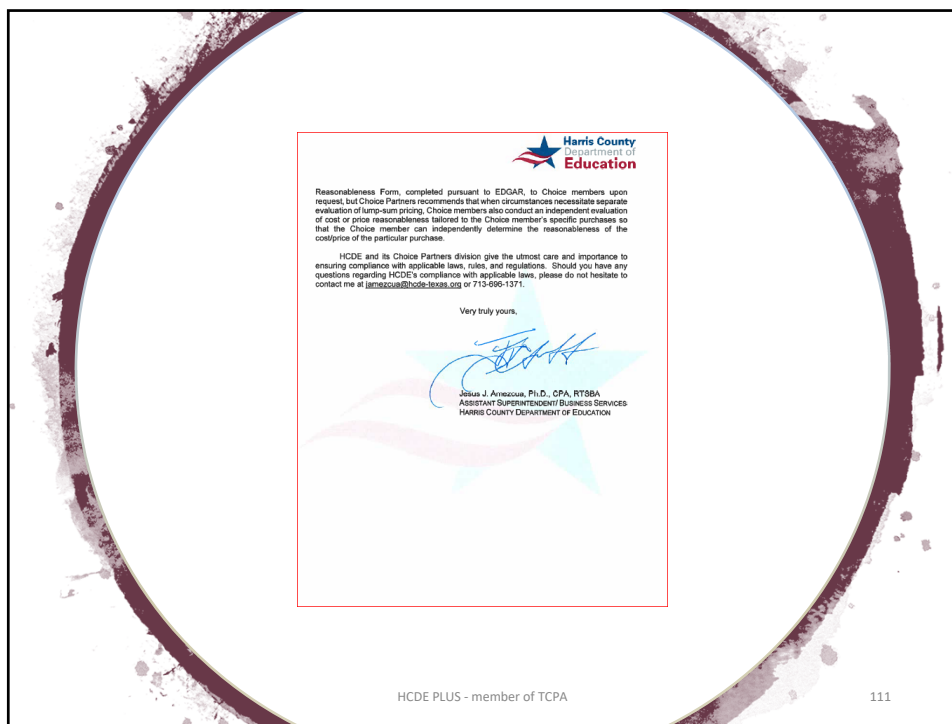 Harris County
Department of
Education
Reasonableness Form, completed pursuant to EDGAR, to Choice members upon
request, but Choice Partners recommends that when circumstances necessitate separate
evaluation of lump-sum pricing, Choice members also conduct an independent evaluation
of cost or price reasonableness tailored to the Choice member's specific purchases so
that the Choice member can independently determine the reasonableness of the
cost/price of the particular purchase.
HCDE and its Choice Partners division give the utmost care and importance to
ensuring compliance with applicable laws, rules, and regulations. Should you have any
questions regarding HCDE's compliance with applicable laws, please do not hesitate to
contact me at jamezcua@hcde-texas.org or 713-696-1371.
Very truly yours,
Jesus J. Amezcua, Ph.D., CPA, RTSBA
ASSISTANT SUPERINTENDENT/ BUSINESS SERVICES
HARRIS COUNTY DEPARTMENT OF EDUCATION
HCDE PLUS - member of TCPA
111